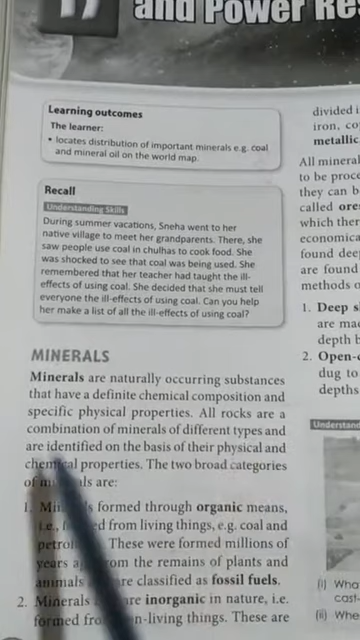 17
and Power Re
Learning outcomes
The learner:
• locates distribution of important minerals e.g. coal
and mineral oil on the world map.
Recall
Understanding Skills
During summer vacations, Sneha went to her
native village to meet her grandparents. There, she
saw people use coal in chulhas to cook food. She
was shocked to see that coal was being used. She
remembered that her teacher had taught the ill-
effects of using coal. She decided that she must tell
everyone the ill-effects of using coal. Can you help
her make a list of all the ill-effects of using coal?
MINERALS
Minerals are naturally occurring substances
that have a definite chemical composition and
specific physical properties. All rocks are a
combination of minerals of different types and
are identified on the basis of their physical and
chemical properties. The two broad categories
of are:
1. formed through organic means,
i.e., from living things, e.g. coal and
These were formed millions of
years from the remains of plants and
animals are classified as fossil fuels.
2. Minerals are inorganic in nature, i.e.
formed living things. These are
divided i
iron, co
metallic
All mineral
to be proce
they can b
called ore
which ther
economica
found dee
are found
methods o
1. Deep s
are ma
depth b
2. Open-c
dug to
depths
Understand
(i) Wha
cast-
(ii) Whe